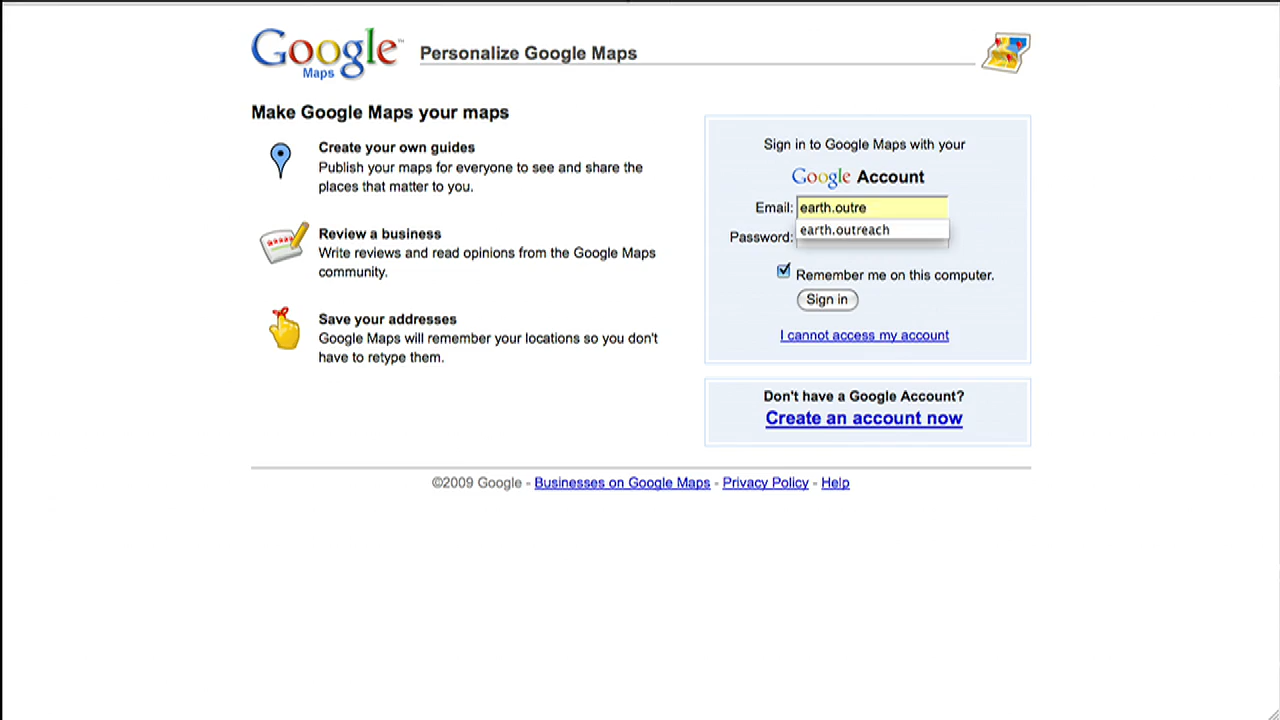 Google™
Maps
Personalize Google Maps
Make Google Maps your maps
Create your own guides
Publish your maps for everyone to see and share the
places that matter to you.
Review a business
Write reviews and read opinions from the Google Maps
community.
Save your addresses
Google Maps will remember your locations so you don't
have to retype them.
Sign in to Google Maps with your
Google Account
Email: earth.outre
earth.outreach
Password:
Remember me on this computer.
Sign in
I cannot access my account
Don't have a Google Account?
Create an account now
©2009 Google - Businesses on Google Maps - Privacy Policy - Help